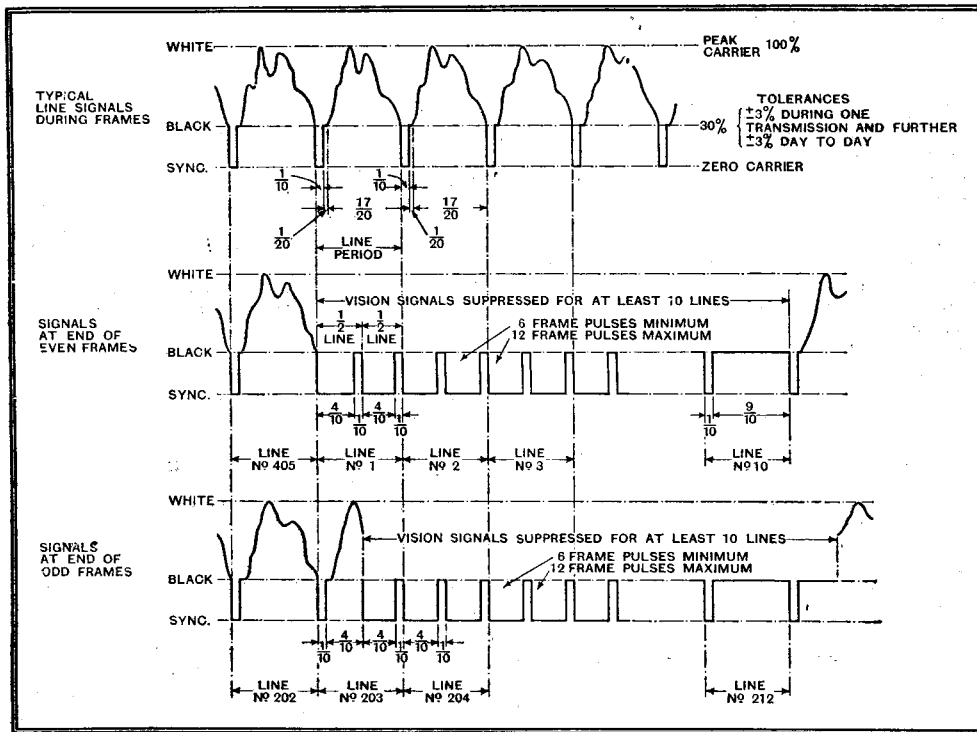 WHITE
PEAK CARRIER 100%
TYPICAL LINE SIGNALS DURING FRAMES
BLACK
30%
TOLERANCES
±3% DURING ONE
TRANSMISSION AND FURTHER
±3% DAY TO DAY
SYNC.
ZERO CARRIER
1/10
1/10
17/20
17/20
1/20
1/20
LINE PERIOD
WHITE
VISION SIGNALS SUPPRESSED FOR AT LEAST 10 LINES
SIGNALS AT END OF EVEN FRAMES
1/2 LINE
1/2 LINE
6 FRAME PULSES MINIMUM
12 FRAME PULSES MAXIMUM
BLACK
SYNC.
4/10
1/10
4/10
1/10
1/10
9/10
LINE Nº 405
LINE Nº 1
LINE Nº 2
LINE Nº 3
LINE Nº 10
WHITE
VISION SIGNALS SUPPRESSED FOR AT LEAST 10 LINES
SIGNALS AT END OF ODD FRAMES
6 FRAME PULSES MINIMUM
12 FRAME PULSES MAXIMUM
BLACK
SYNC.
1/10
4/10
4/10
1/10
4/10
1/10
1/10
LINE Nº 202
LINE Nº 203
LINE Nº 204
LINE Nº 212